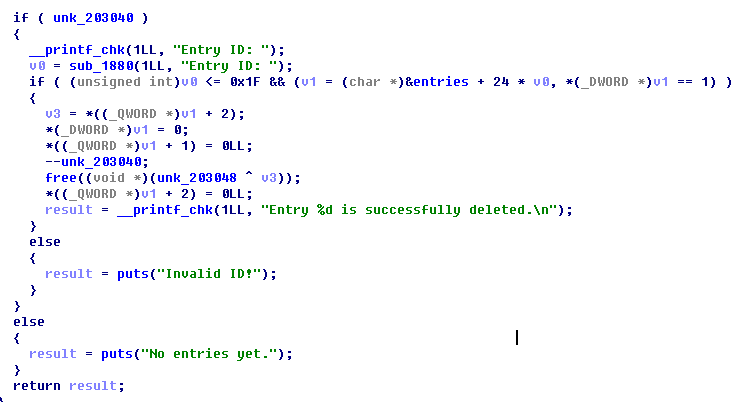 if ( unk_203040 )
{
__printf_chk(1LL, "Entry ID: ");
v0 = sub_1880(1LL, "Entry ID: ");
if ( (unsigned int)v0 <= 0x1F && (v1 = (char *)&entries + 24 * v0, *(_DWORD *)v1 == 1) )
{
v3 = *((_QWORD *)v1 + 2);
*(_DWORD *)v1 = 0;
*((_QWORD *)v1 + 1) = 0LL;
--unk_203040;
free((void *)(unk_203048 ^ v3));
*((_QWORD *)v1 + 2) = 0LL;
result = __printf_chk(1LL, "Entry %d is successfully deleted.\n");
}
else
{
result = puts("Invalid ID!");
}
}
else
{
result = puts("No entries yet.");
}
return result;